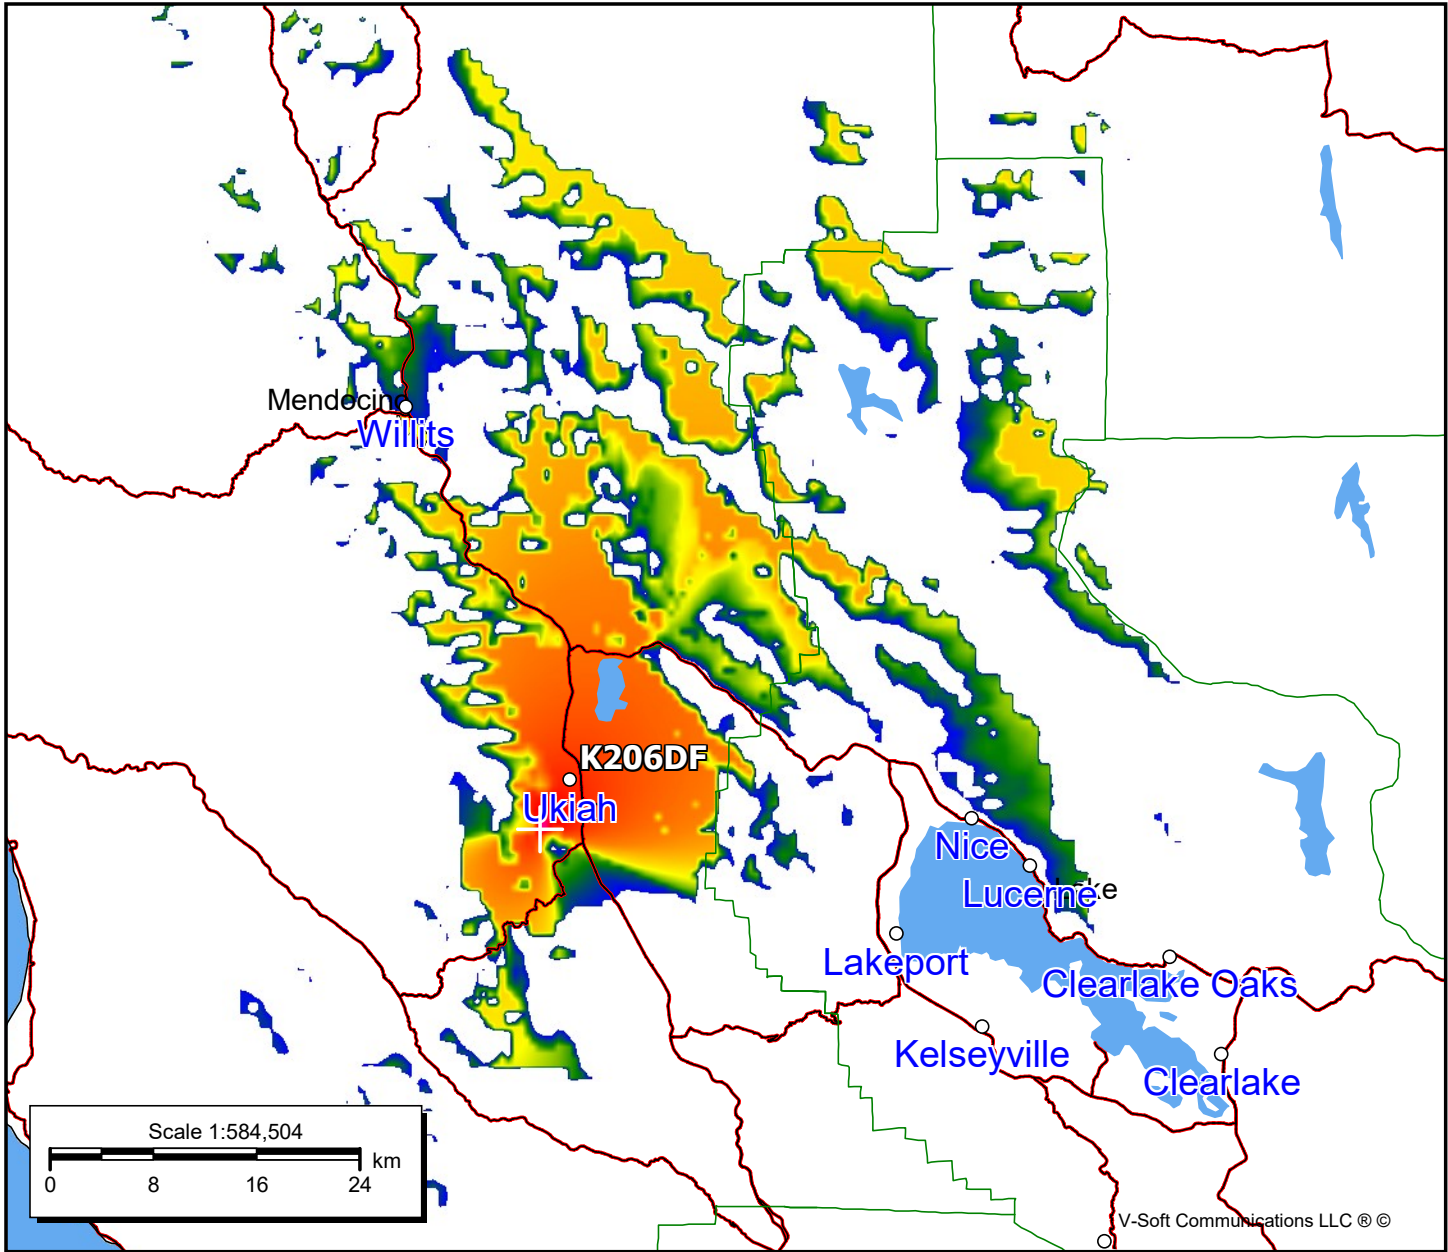 Mendocino
Willits
K206DF
Ukiah
Nice
Lucerne
Lake
Lakeport
Clearlake Oaks
Kelseyville
Clearlake
Scale 1:584,504
km
0 8 16 24
V-Soft Communications LLC ® ©